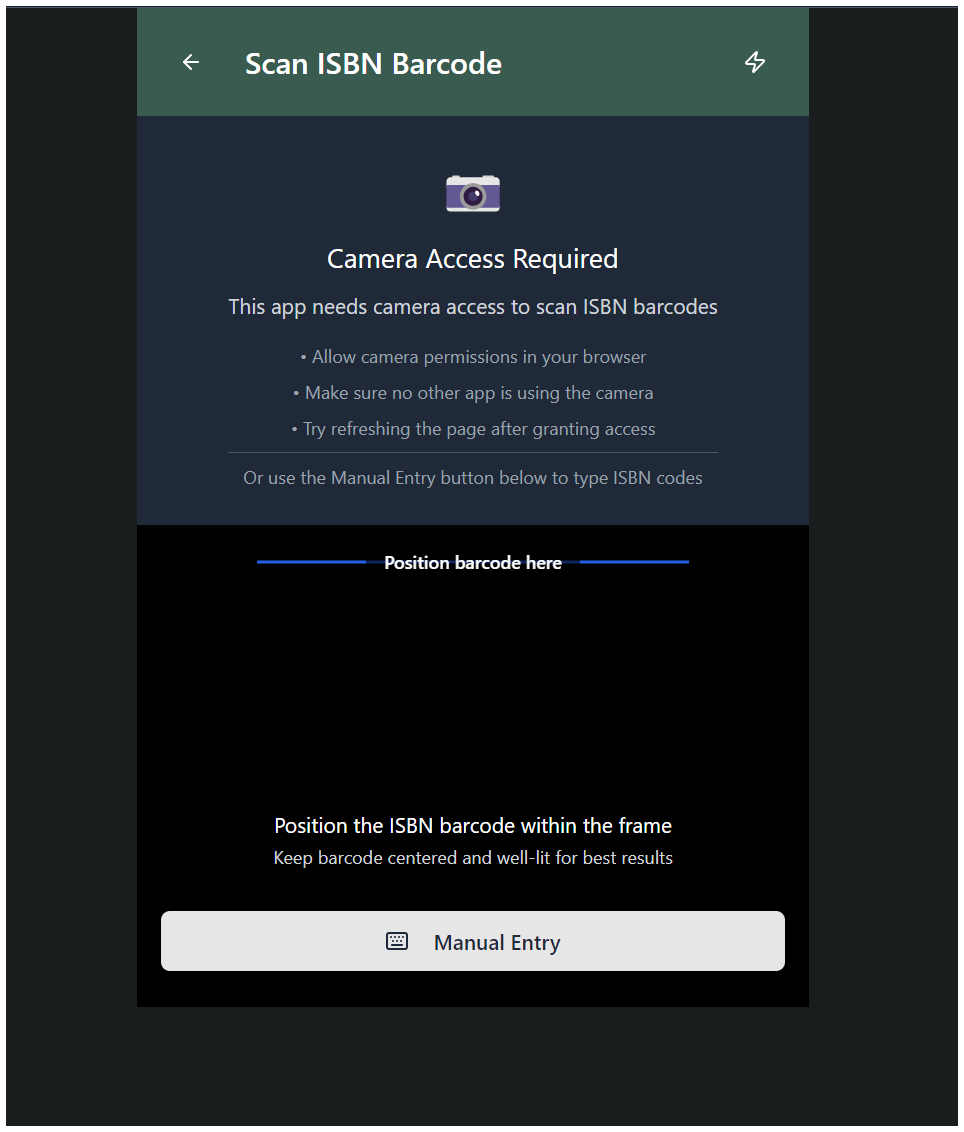 Scan ISBN Barcode
Camera Access Required
This app needs camera access to scan ISBN barcodes
• Allow camera permissions in your browser
• Make sure no other app is using the camera
• Try refreshing the page after granting access
Or use the Manual Entry button below to type ISBN codes
Position barcode here
Position the ISBN barcode within the frame
Keep barcode centered and well-lit for best results
Manual Entry